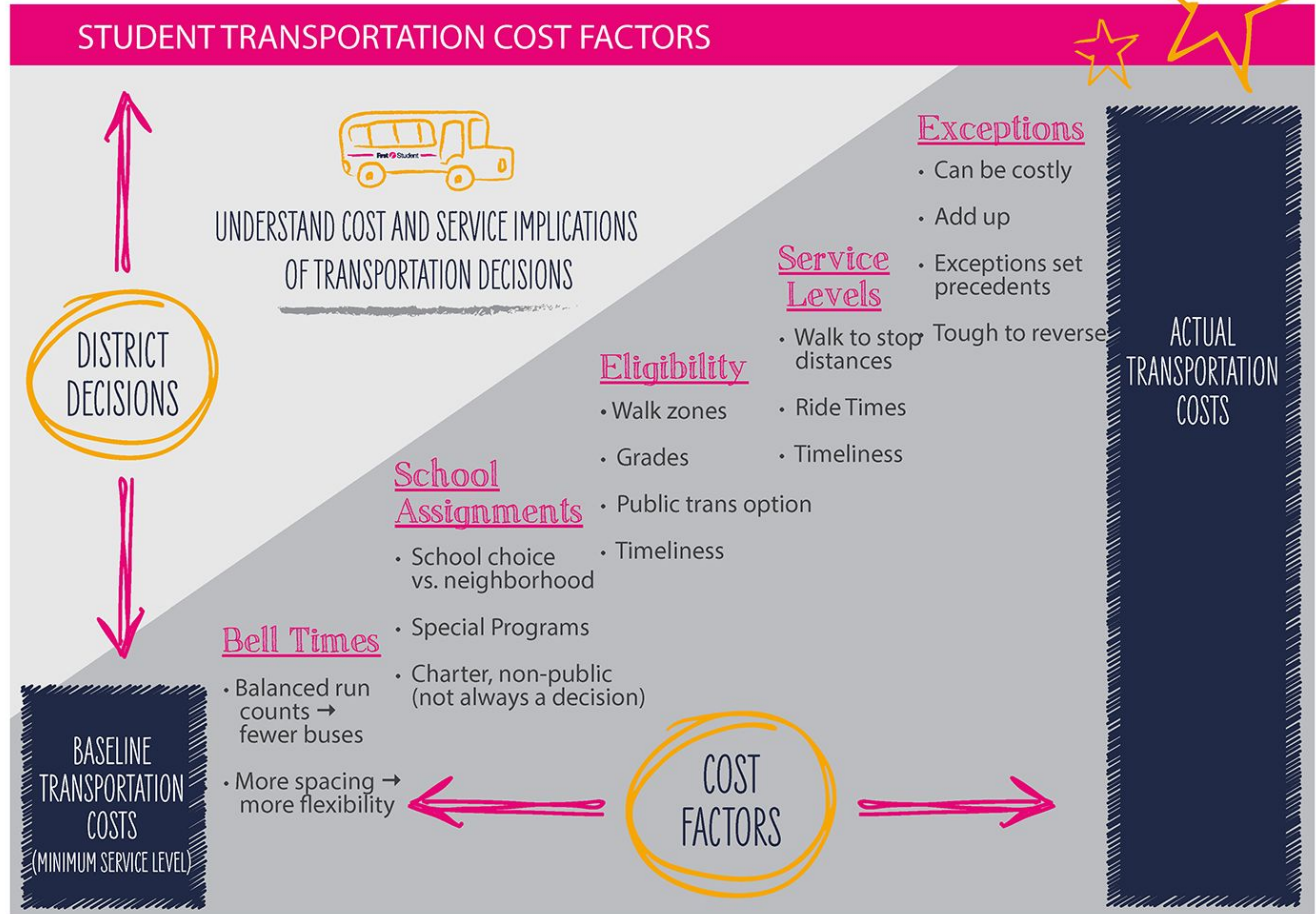 STUDENT TRANSPORTATION COST FACTORS
First Student
UNDERSTAND COST AND SERVICE IMPLICATIONS
OF TRANSPORTATION DECISIONS
DISTRICT
DECISIONS
BASELINE
TRANSPORTATION
COSTS
(MINIMUM SERVICE LEVEL)
Bell Times
• Balanced run
counts →
fewer buses
• More spacing →
more flexibility
School
Assignments
• School choice
vs. neighborhood
• Special Programs
• Charter, non-public
(not always a decision)
Eligibility
• Walk zones
• Grades
• Public trans option
• Timeliness
Service
Levels
• Walk to stop
distances
• Ride Times
• Timeliness
Exceptions
• Can be costly
• Add up
• Exceptions set
precedents
• Tough to reverse
COST
FACTORS
ACTUAL
TRANSPORTATION
COSTS